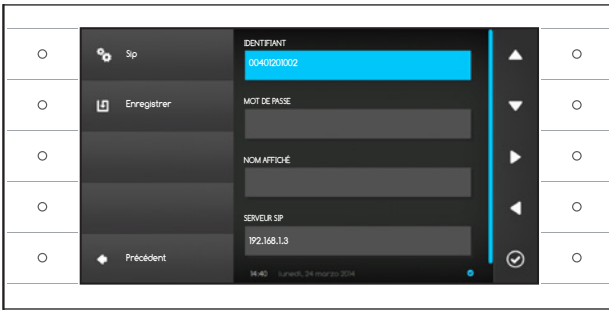 Sip
Enregistrer
Précédent
IDENTIFIANT
00401201002
MOT DE PASSE
NOM AFFICHÉ
SERVEUR SIP
192.168.1.3
14:40 lunedì, 24 marzo 2014